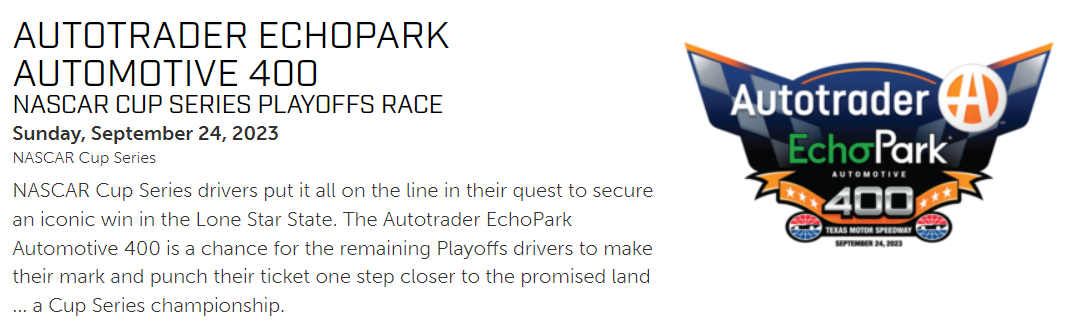 AUTOTRADER ECHOPARK
AUTOMOTIVE 400
NASCAR CUP SERIES PLAYOFFS RACE
Sunday, September 24, 2023
NASCAR Cup Series
NASCAR Cup Series drivers put it all on the line in their quest to secure
an iconic win in the Lone Star State. The Autotrader EchoPark
Automotive 400 is a chance for the remaining Playoffs drivers to make
their mark and punch their ticket one step closer to the promised land
... a Cup Series championship.
Autotrader
EchoPark
AUTOMOTIVE
400
TEXAS MOTOR SPEEDWAY
SEPTEMBER 24, 2023